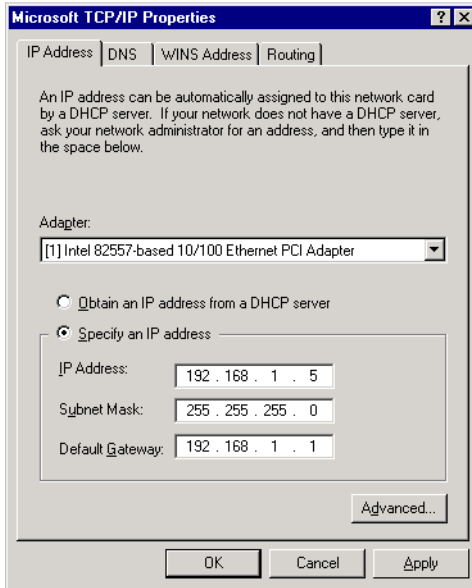 Microsoft TCP/IP Properties
IP Address DNS WINS Address Routing
An IP address can be automatically assigned to this network card
by a DHCP server. If your network does not have a DHCP server,
ask your network administrator for an address, and then type it in
the space below.
Adapter:
[1] Intel 82557-based 10/100 Ethernet PCI Adapter
Obtain an IP address from a DHCP server
Specify an IP address
IP Address: 192 . 168 . 1 . 5
Subnet Mask: 255 . 255 . 255 . 0
Default Gateway: 192 . 168 . 1 . 1
Advanced...
OK Cancel Apply